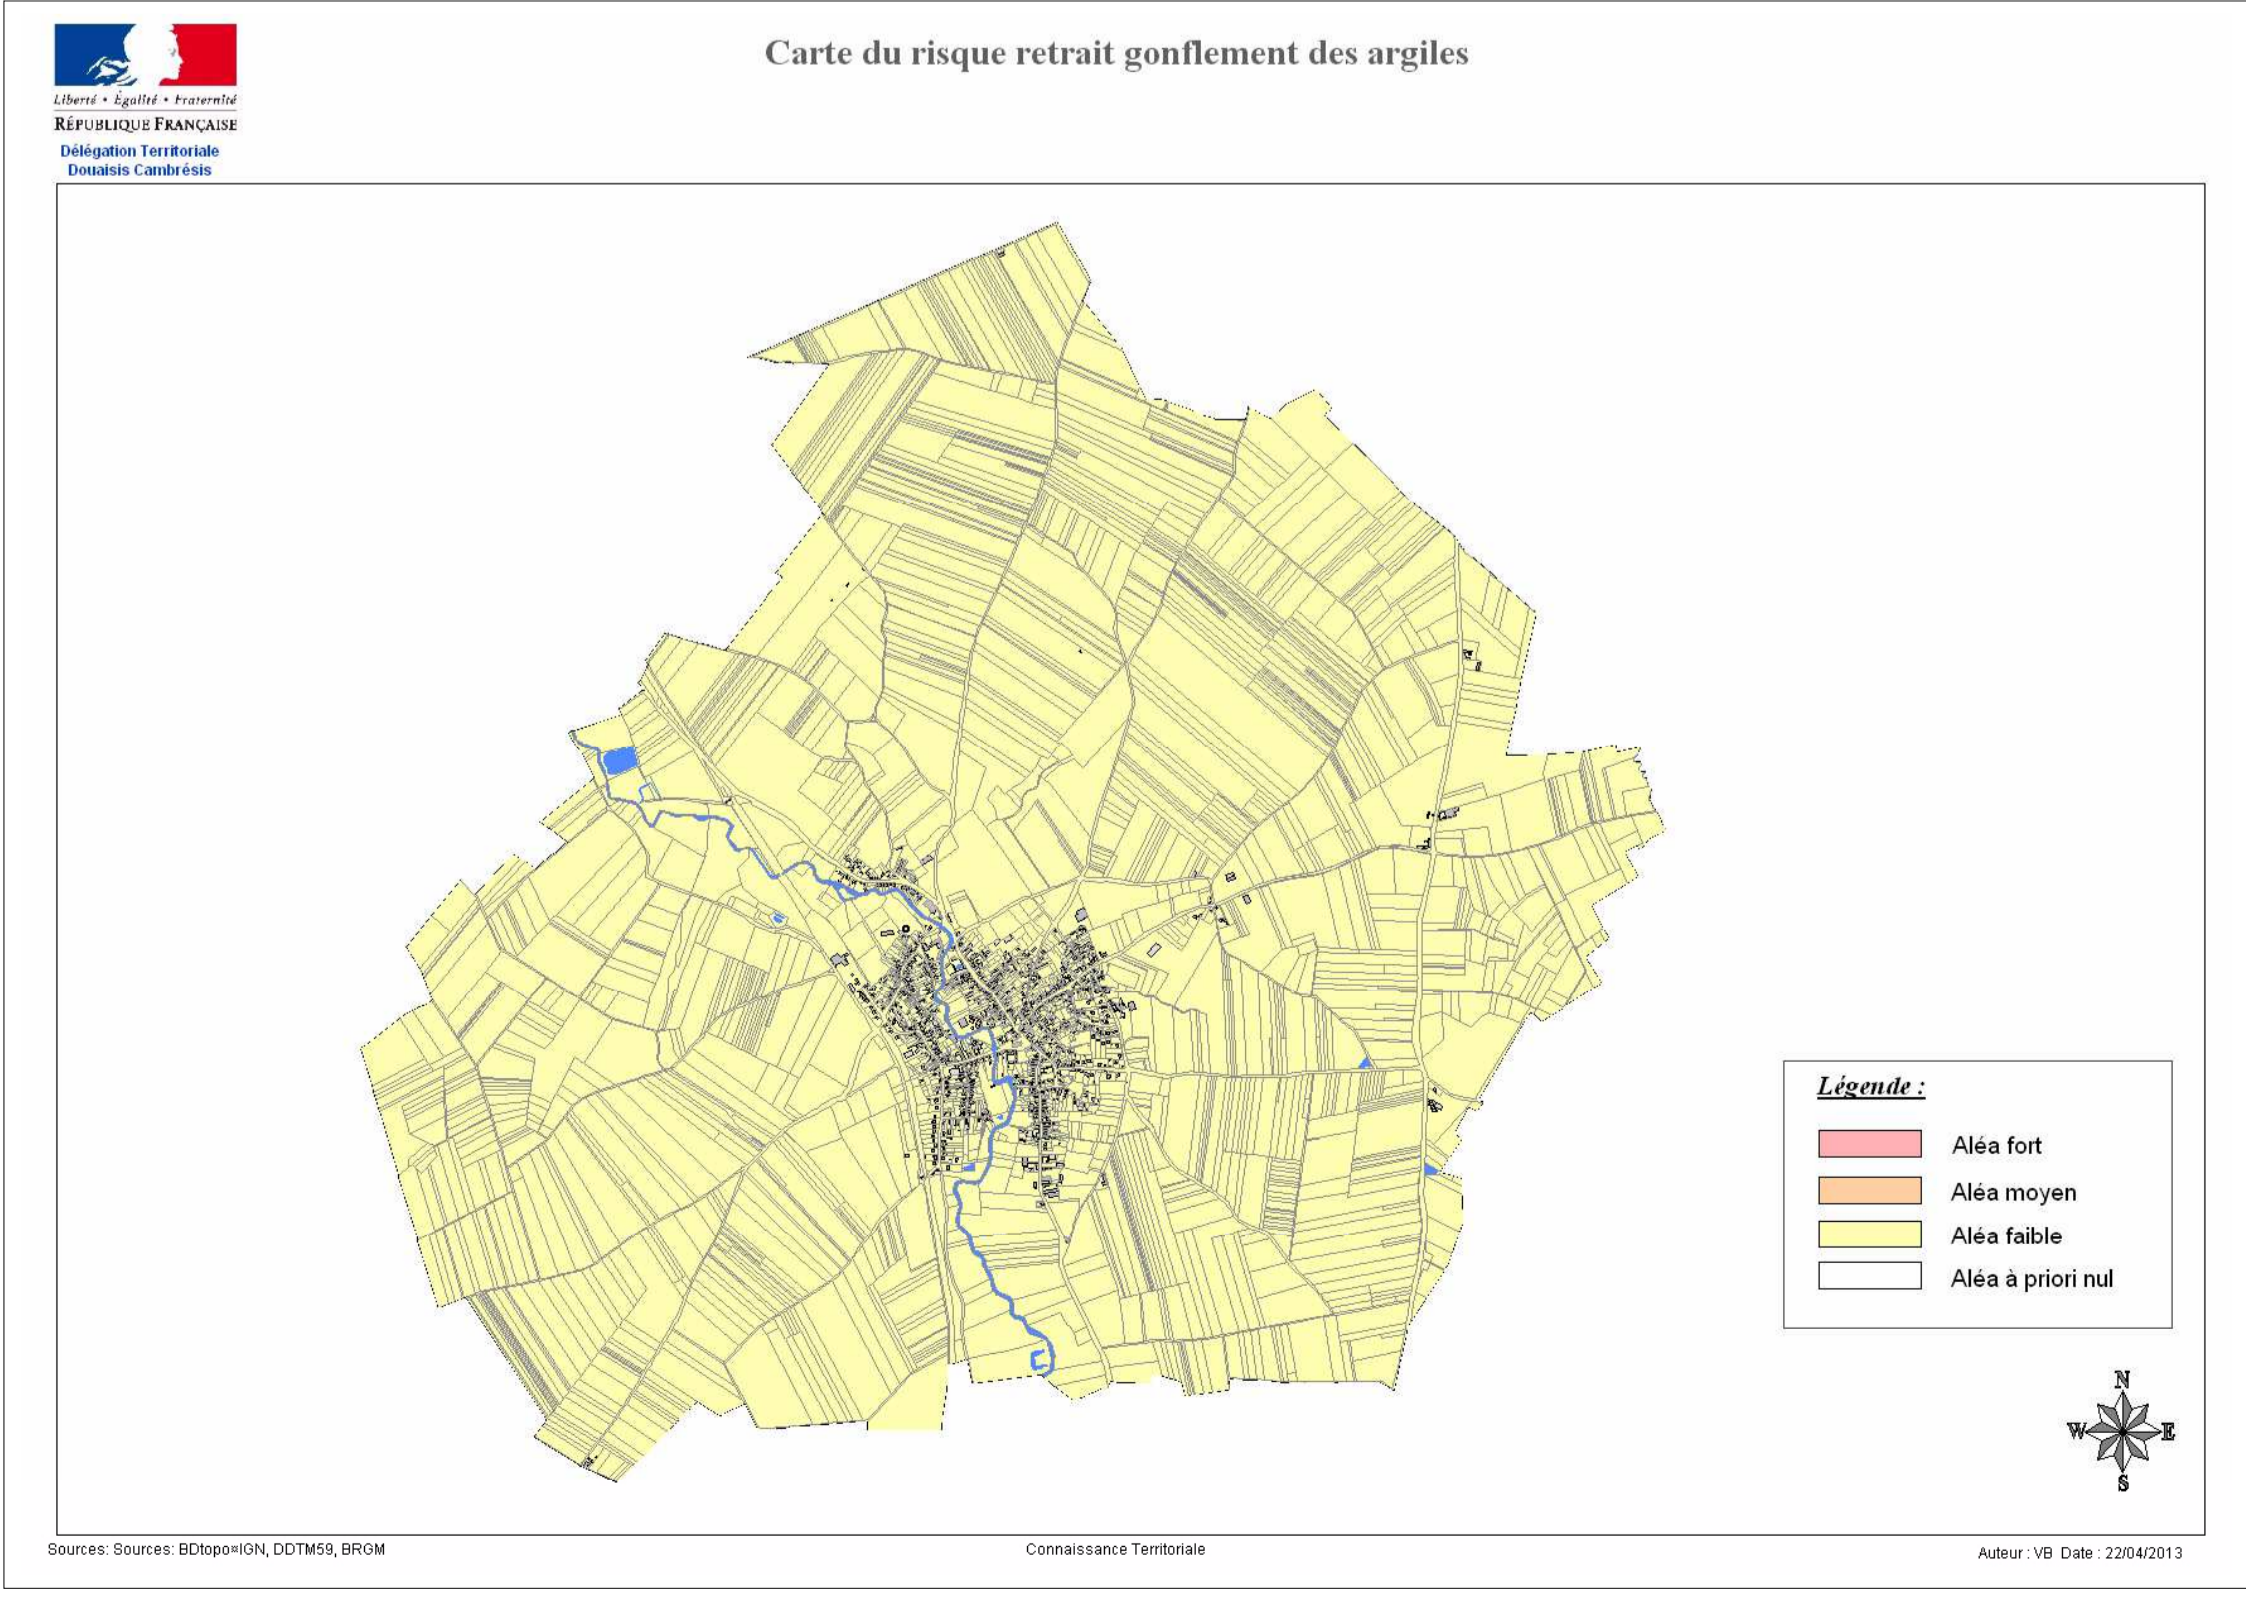 Carte du risque retrait gonflement des argiles
Liberté • Égalité • Fraternité
RÉPUBLIQUE FRANÇAISE
Délégation Territoriale
Douaisis Cambrésis
Légende :
Aléa fort
Aléa moyen
Aléa faible
Aléa à priori nul
N
W E
S
Sources: Sources: BDtopo¤IGN, DDTM59, BRGM
Connaissance Territoriale
Auteur : VB Date : 22/04/2013